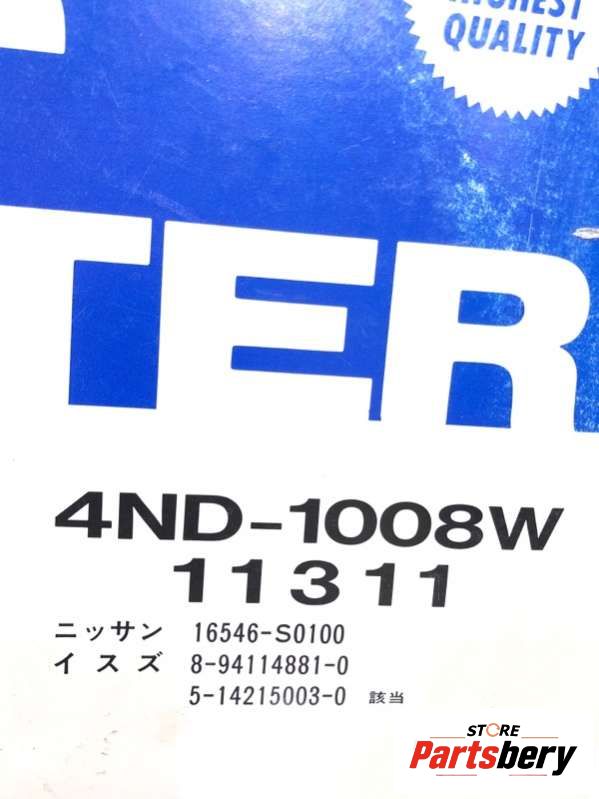 HIGHEST
QUALITY
TER
4ND-1008W
11311
ニッサン 16546-S0100
イスズ 8-94114881-0
5-14215003-0 該当
STORE
Partsbery